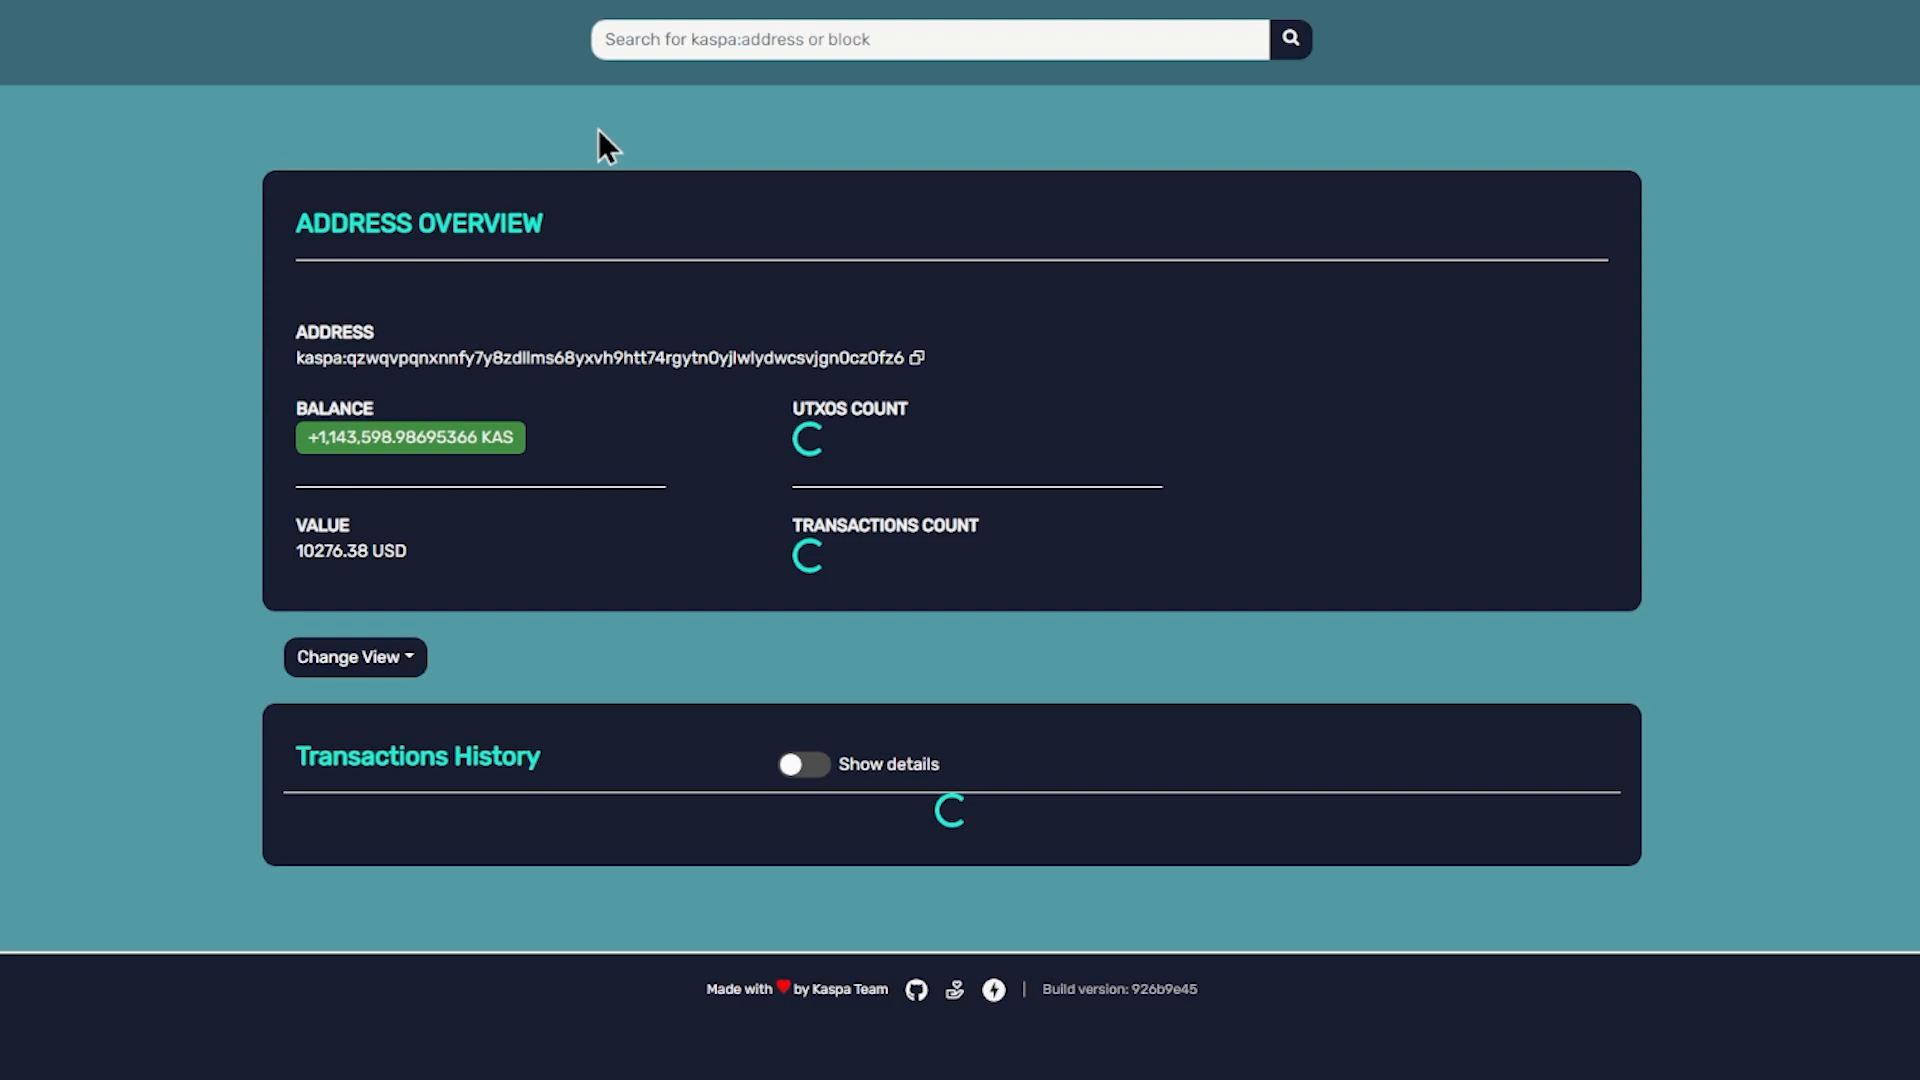 Search for kaspa:address or block
ADDRESS OVERVIEW
ADDRESS
kaspa:qzwqvpqnxnnfy7y8zdllms68yxvh9htt74rgytn0yjlwlydwcsvjgn0cz0fz6
BALANCE
+1,143,598.98695366 KAS
UTXOS COUNT
VALUE
10276.38 USD
TRANSACTIONS COUNT
Change View
Transactions History
Show details
Made with by Kaspa Team | Build version: 926b9e45